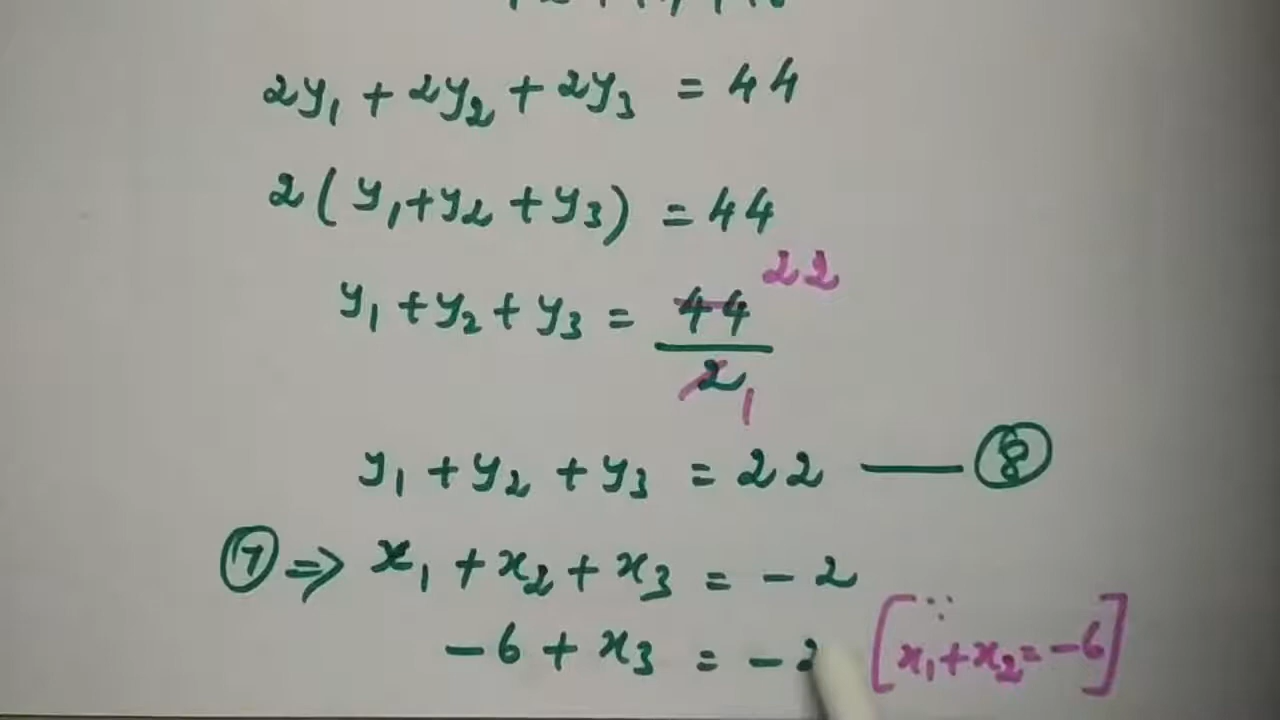 2y₁ + 2y₂ + 2y₃ = 44
2(y₁+y₂+y₃) = 44
y₁+y₂+y₃ = 44/2 22 1
y₁+y₂+y₃ = 22 — ⑧
⑦ ⇒ x₁+x₂+x₃ = -2
-6+x₃ = -2 [∵ x₁+x₂=-6]